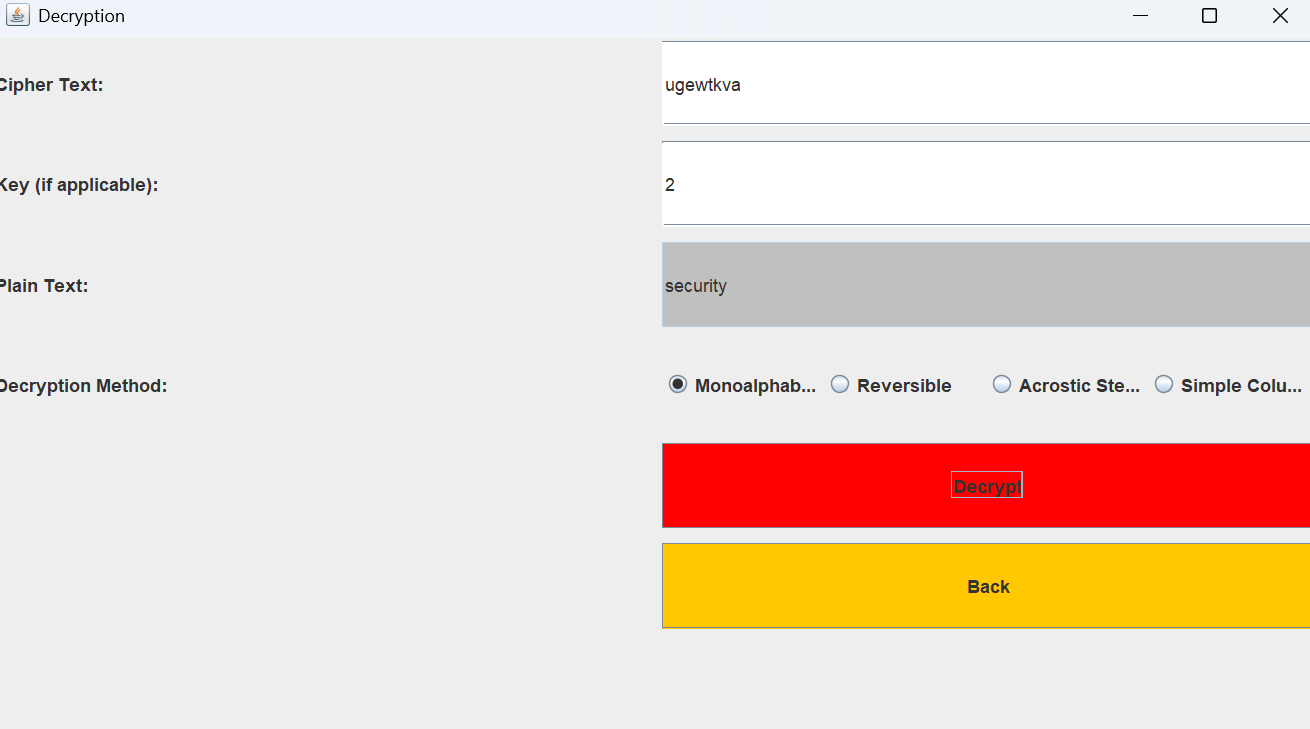 Decryption
Cipher Text:
ugewtkva
Key (if applicable):
2
Plain Text:
security
Decryption Method:
Monoalphab... Reversible Acrostic Ste... Simple Colu...
Decrypt
Back